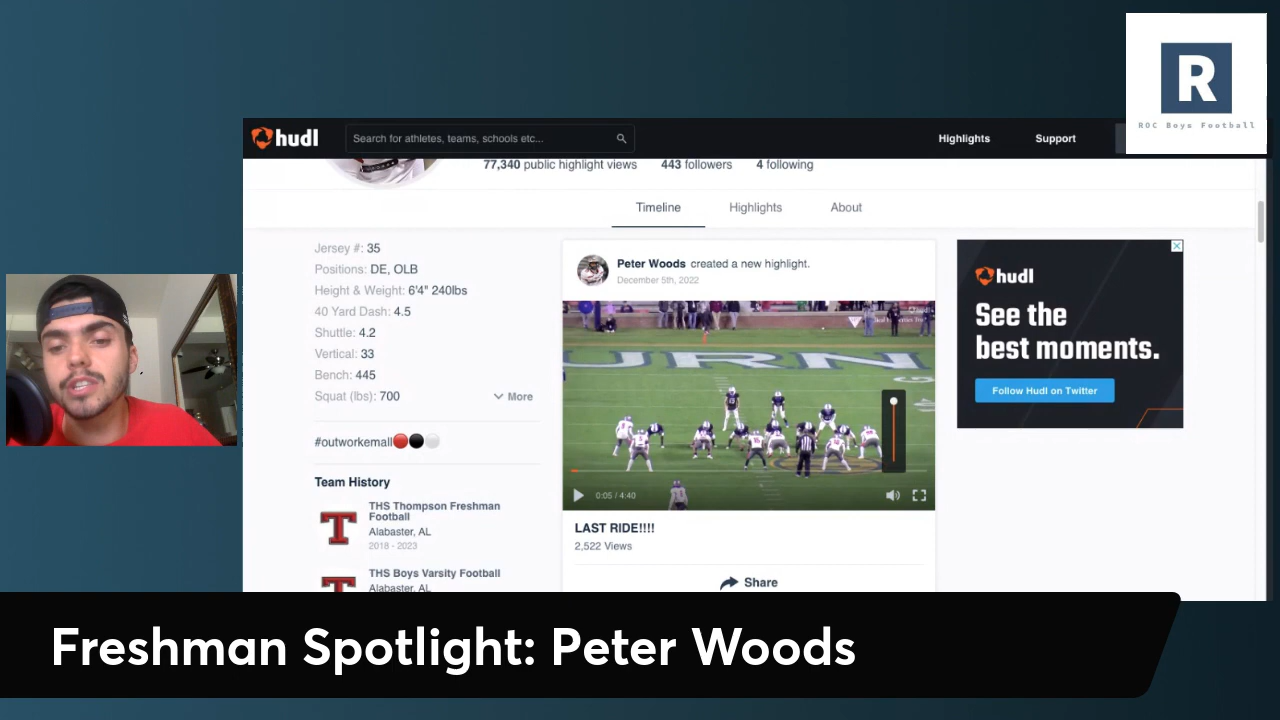 R
ROC Boys Football
hudl
Search for athletes, teams, schools etc...
Highlights
Support
77,340 public highlight views 443 followers 4 following
Timeline
Highlights
About
Jersey #: 35
Positions: DE, OLB
Height & Weight: 6'4" 240lbs
40 Yard Dash: 4.5
Shuttle: 4.2
Vertical: 33
Bench: 445
Squat (lbs): 700
More
#outworkemall
Team History
T
THS Thompson Freshman
Football
Alabaster, AL
2018 - 2023
T
THS Boys Varsity Football
Alabaster, AL
Peter Woods created a new highlight.
December 5th, 2022
URN
0:05 / 4:40
LAST RIDE!!!!
2,522 Views
Share
hudl
See the
best moments.
Follow Hudl on Twitter
Freshman Spotlight: Peter Woods